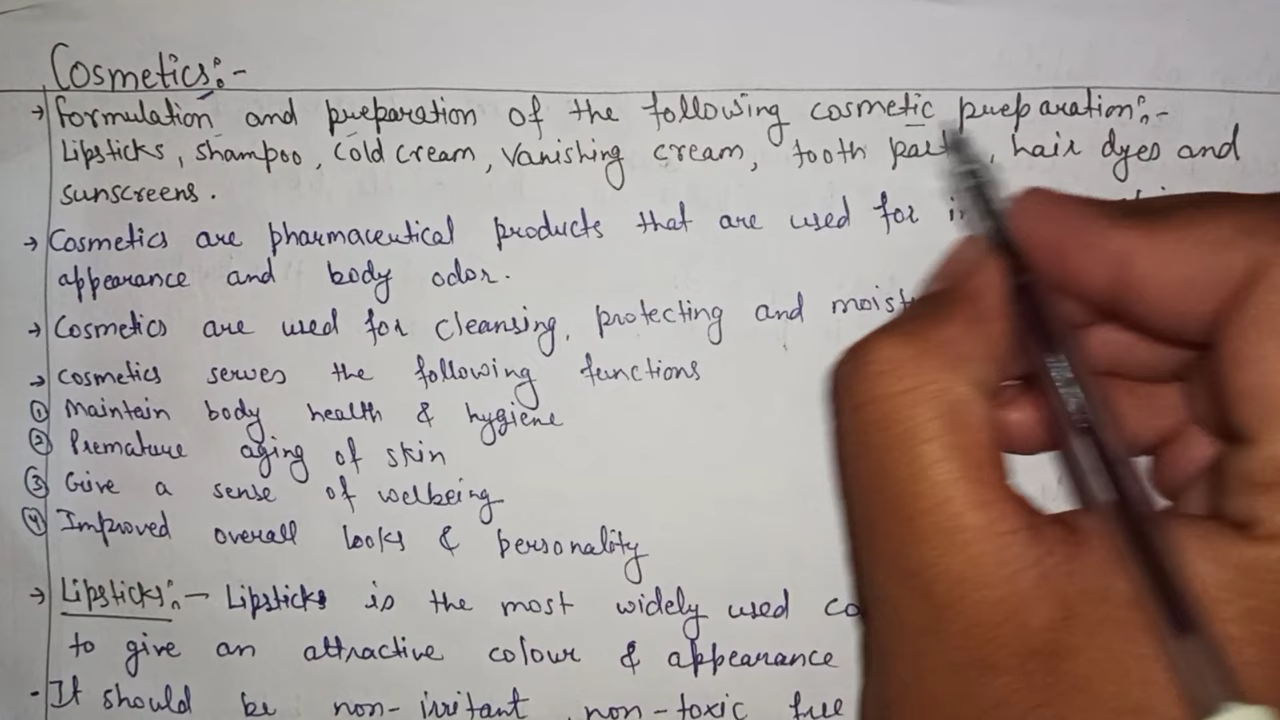 Cosmetics:-
→ Formulation and preparation of the following cosmetic preparation:-
Lipsticks, Shampoo, Cold cream, Vanishing cream, tooth , hair dyes and
sunscreens.
→ Cosmetics are pharmaceutical products that are used for
appearance and body odor.
→ Cosmetics are used for cleansing, protecting and
→ Cosmetics serves the following functions
① Maintain body health & hygiene
② Premature aging of skin
③ Give a sense of welbeing
④ Improved overall looks & personality
→ Lipsticks:- Lipsticks is the most widely used
to give an attractive colour & appearance
- It should be non-irritant, non-toxic free